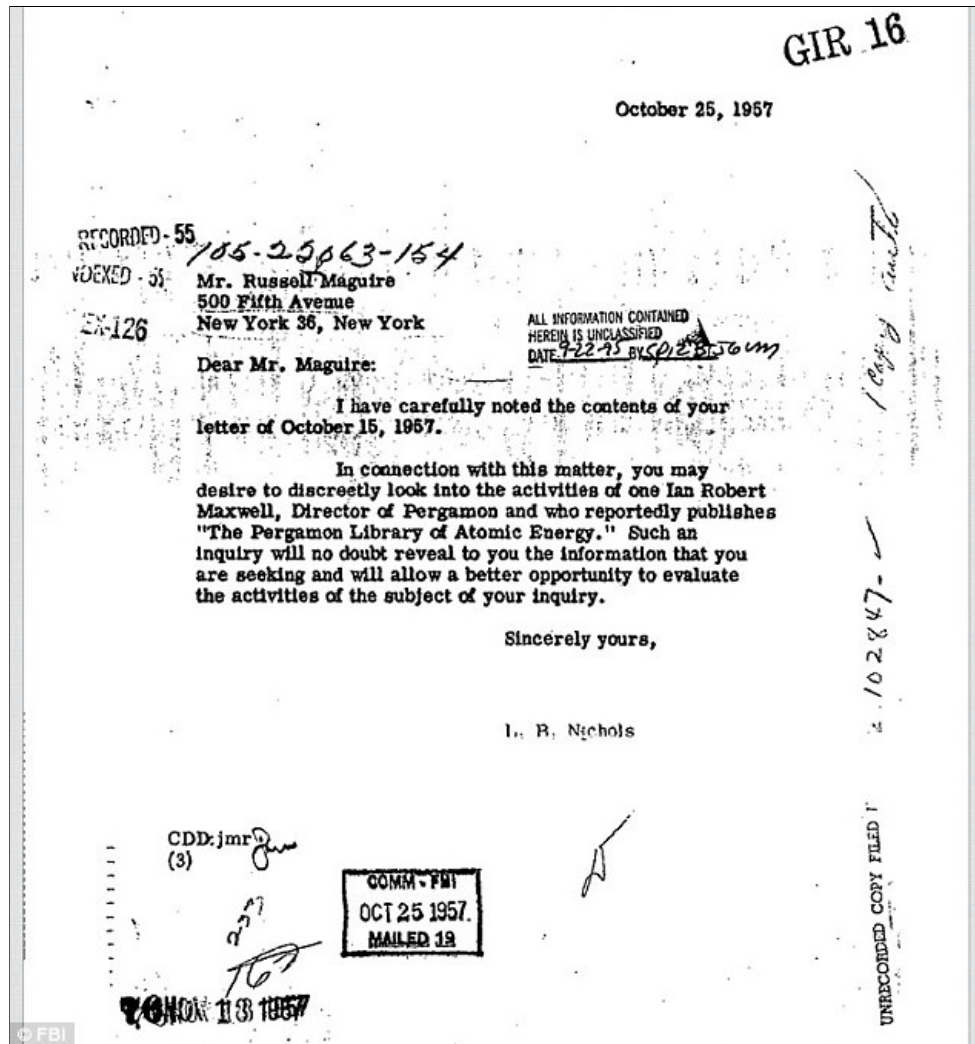 GIR 16
October 25, 1957
RECORDED - 55
105-25063-154
INDEXED - 55
Mr. Russell Maguire
500 Fifth Avenue
EX-126
New York 36, New York
ALL INFORMATION CONTAINED
HEREIN IS UNCLASSIFIED
DATE 9-22-95 BY
Dear Mr. Maguire:
I have carefully noted the contents of your
letter of October 15, 1957.
In connection with this matter, you may
desire to discreetly look into the activities of one Ian Robert
Maxwell, Director of Pergamon and who reportedly publishes
"The Pergamon Library of Atomic Energy." Such an
inquiry will no doubt reveal to you the information that you
are seeking and will allow a better opportunity to evaluate
the activities of the subject of your inquiry.
Sincerely yours,
L. B. Nichols
CDD:jmr
(3)
COMM - FBI
OCT 25 1957
MAILED 19
NOV 13 1957
1 copy
102847-
UNRECORDED COPY FILED
© FBI